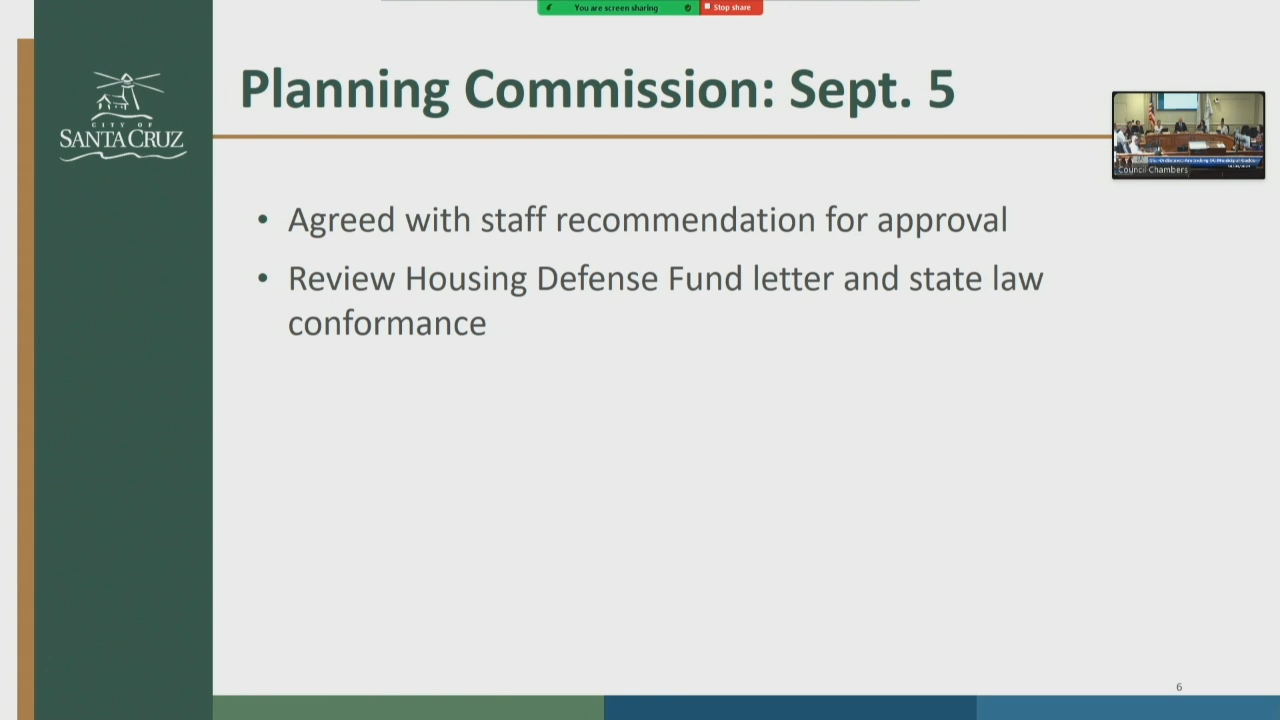 You are screen sharing
Stop share
CITY OF
SANTA CRUZ
Planning Commission: Sept. 5
Council Chambers
• Agreed with staff recommendation for approval
• Review Housing Defense Fund letter and state law
conformance
6